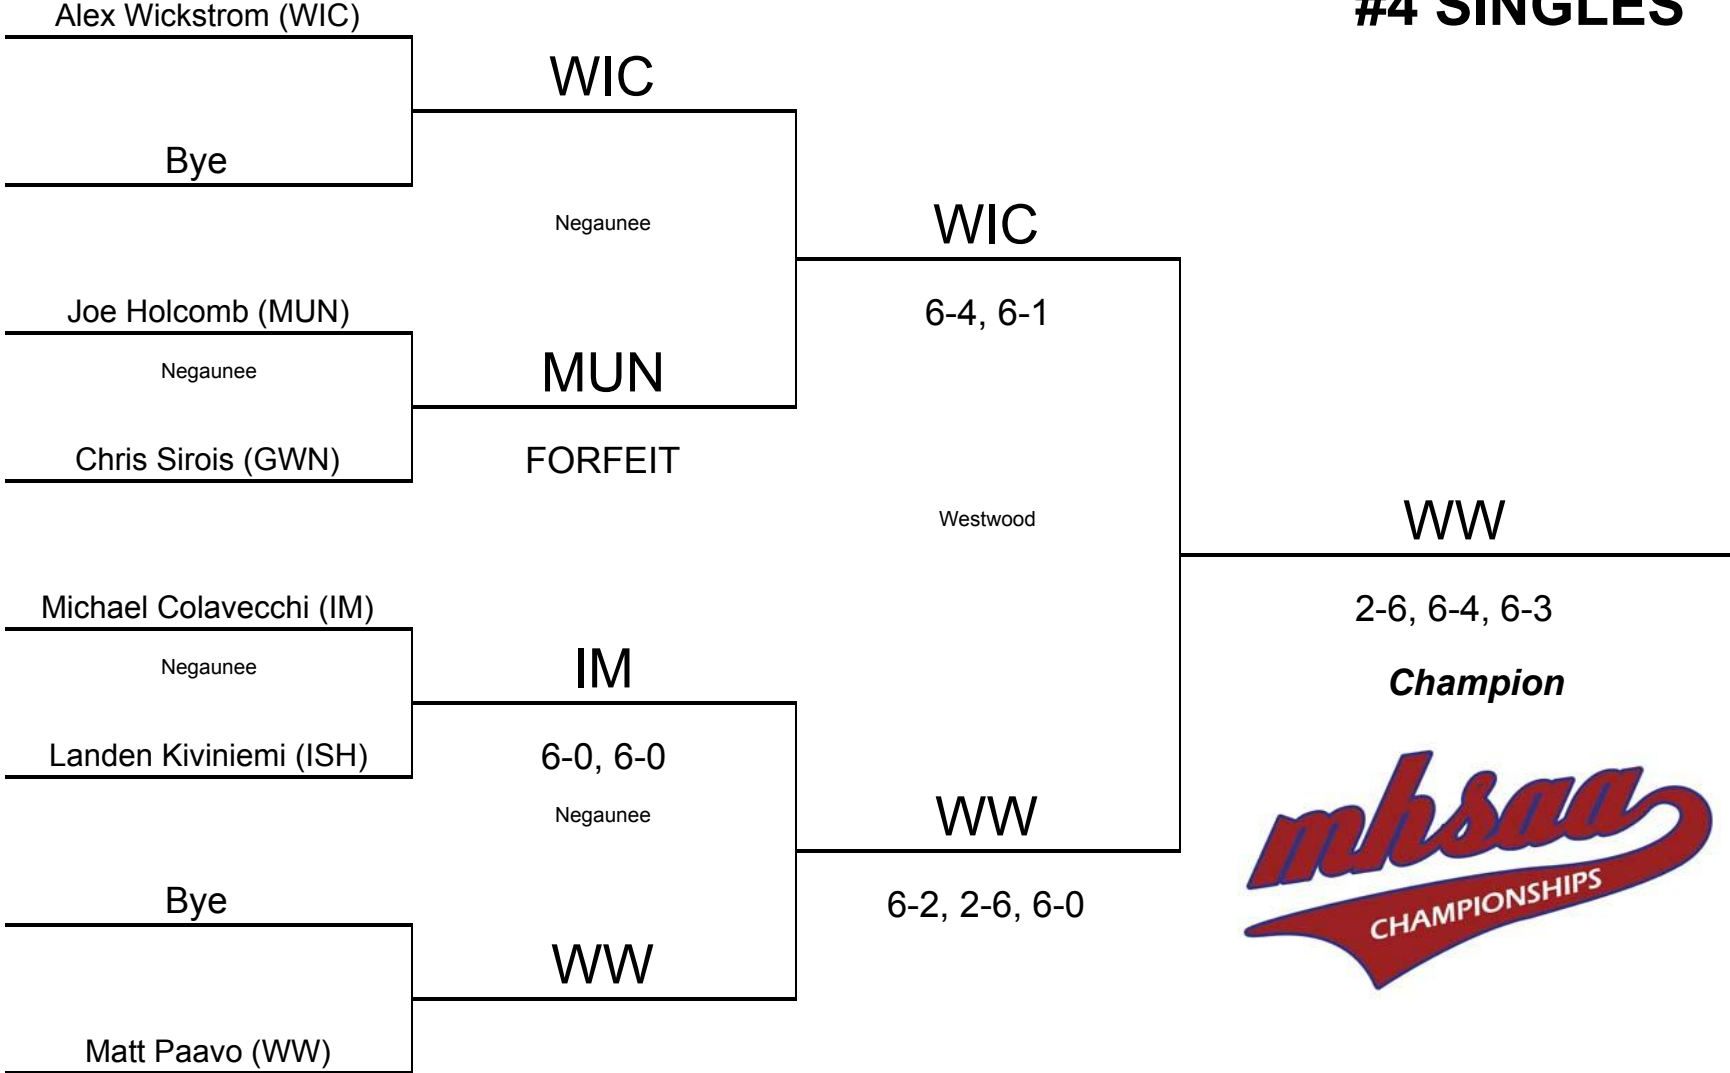 Alex Wickstrom (WIC)
#4 SINGLES
WIC
Bye
Negaunee
WIC
Joe Holcomb (MUN)
6-4, 6-1
Negaunee
MUN
Chris Sirois (GWN)
FORFEIT
Westwood
WW
Michael Colavecchi (IM)
2-6, 6-4, 6-3
Negaunee
IM
Champion
Landen Kiviniemi (ISH)
6-0, 6-0
Negaunee
WW
mhsaa
CHAMPIONSHIPS
Bye
6-2, 2-6, 6-0
WW
Matt Paavo (WW)